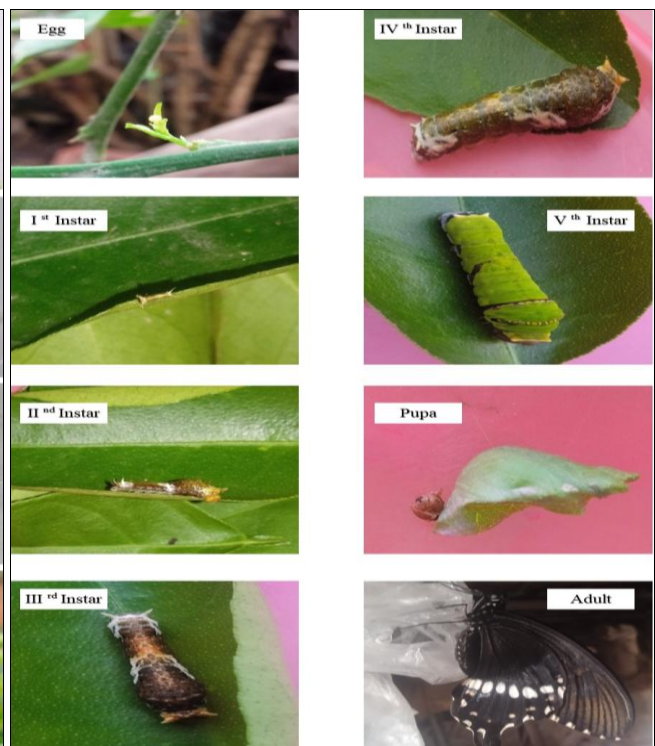 Egg
I st Instar
II nd Instar
III rd Instar
IV th Instar
V th Instar
Pupa
Adult